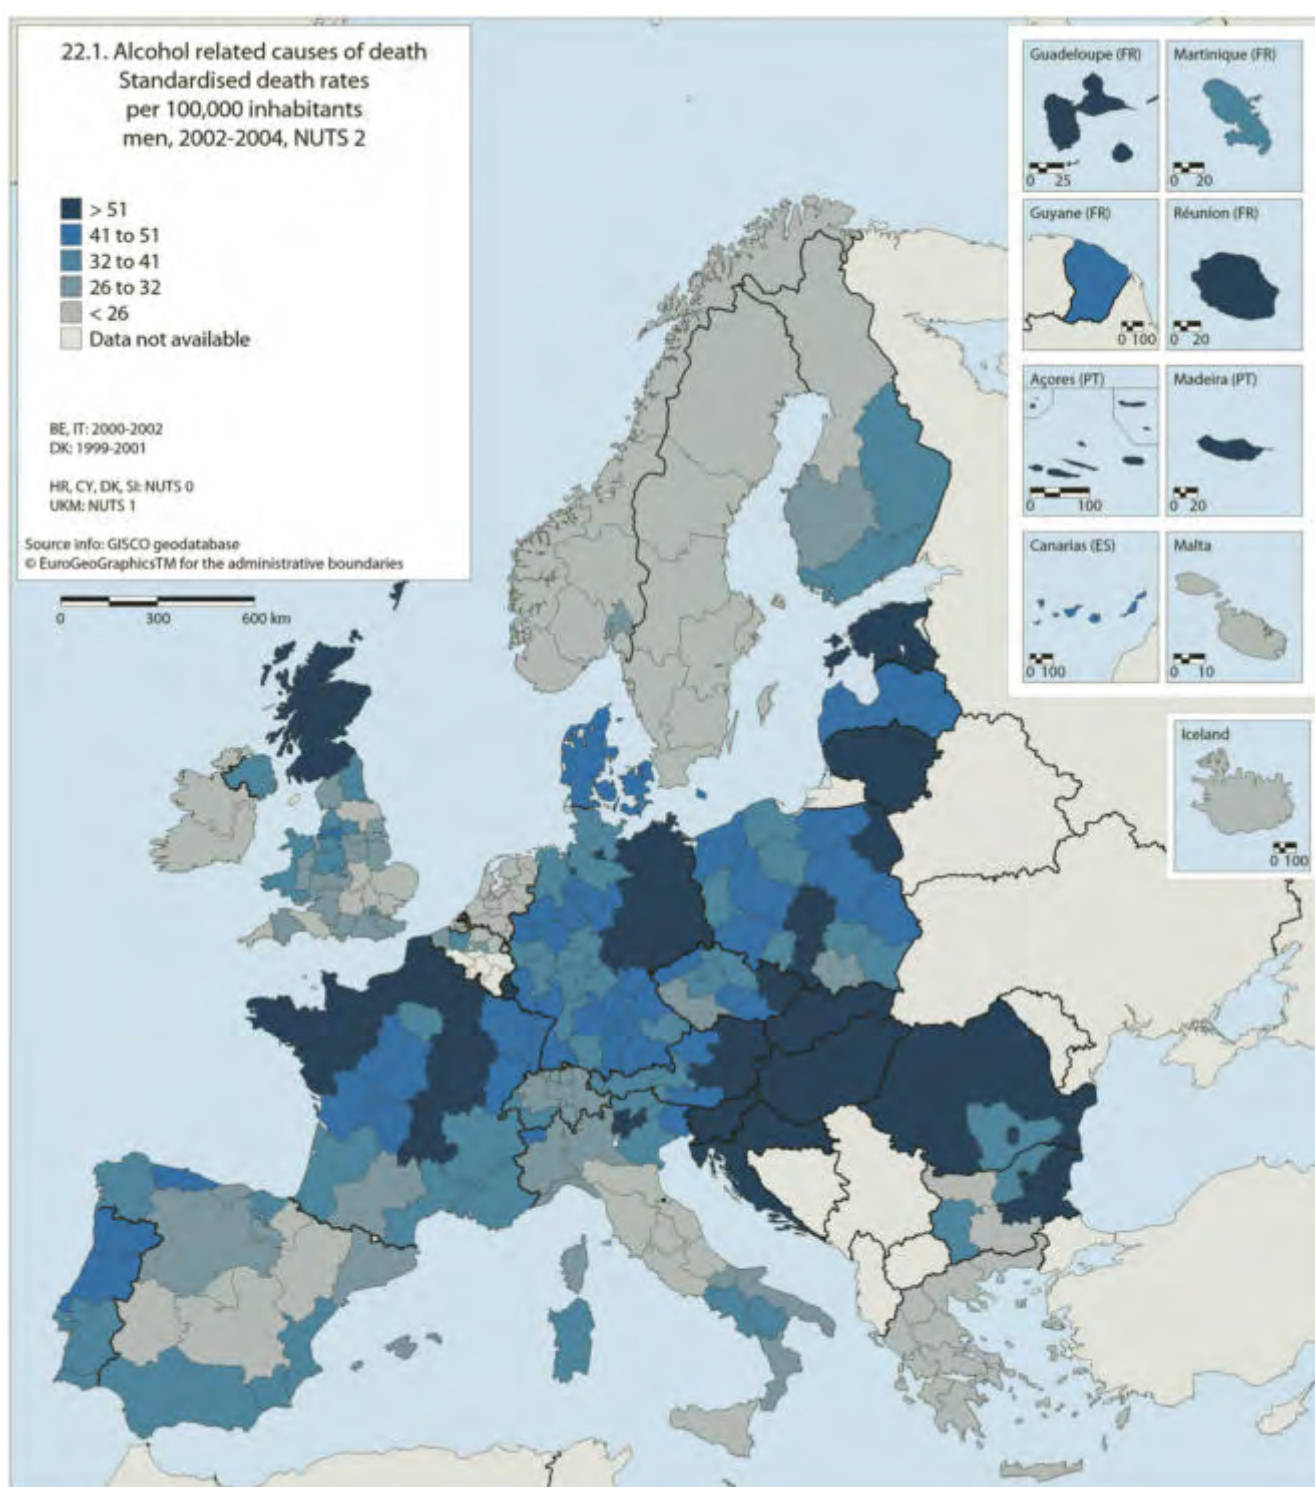 22.1. Alcohol related causes of death
Standardised death rates
per 100,000 inhabitants
men, 2002-2004, NUTS 2
> 51
41 to 51
32 to 41
26 to 32
< 26
Data not available
BE, IT: 2000-2002
DK: 1999-2001
HR, CY, DK, SI: NUTS 0
UKM: NUTS 1
Source info: GISCO geodatabase
© EuroGeoGraphicsTM for the administrative boundaries
0 300 600 km
Guadeloupe (FR)
0 25
Martinique (FR)
0 20
Guyane (FR)
0 100
Réunion (FR)
0 20
Açores (PT)
0 100
Madeira (PT)
0 20
Canarias (ES)
0 100
Malta
0 10
Iceland
0 100